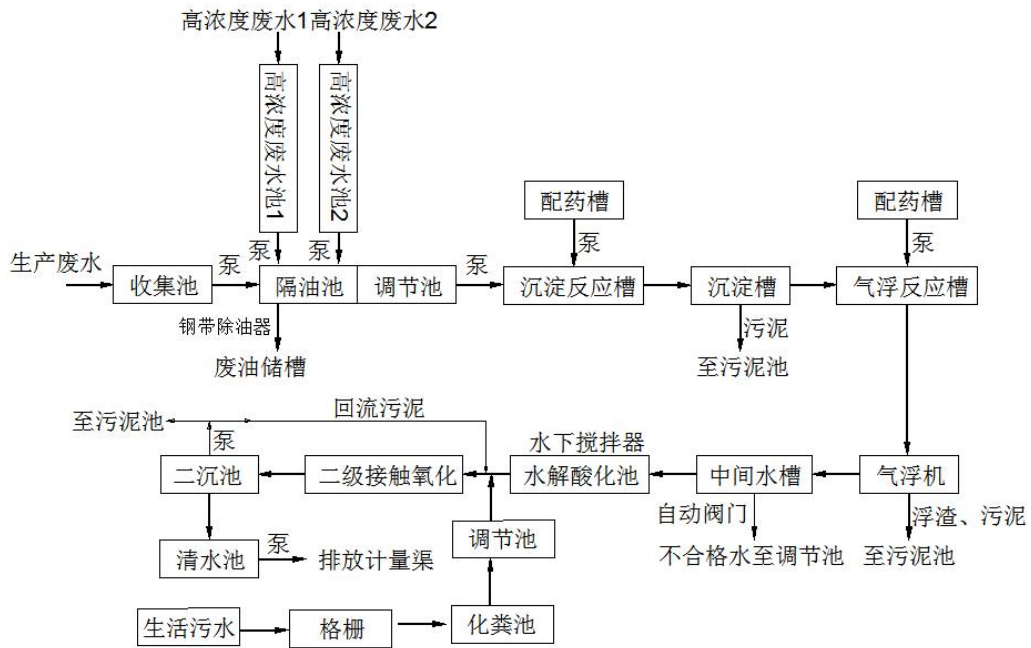 高浓度废水1高浓度废水2
高浓度废水池1
高浓度废水池2
配药槽
配药槽
泵
泵
生产废水
收集池
泵
泵
泵
隔油池
调节池
泵
沉淀反应槽
沉淀槽
气浮反应槽
钢带除油器
废油储槽
污泥
至污泥池
至污泥池
回流污泥
泵
水下搅拌器
二沉池
二级接触氧化
水解酸化池
中间水槽
气浮机
自动阀门
浮渣、污泥
清水池
泵
排放计量渠
调节池
不合格水至调节池
至污泥池
生活污水
格栅
化粪池